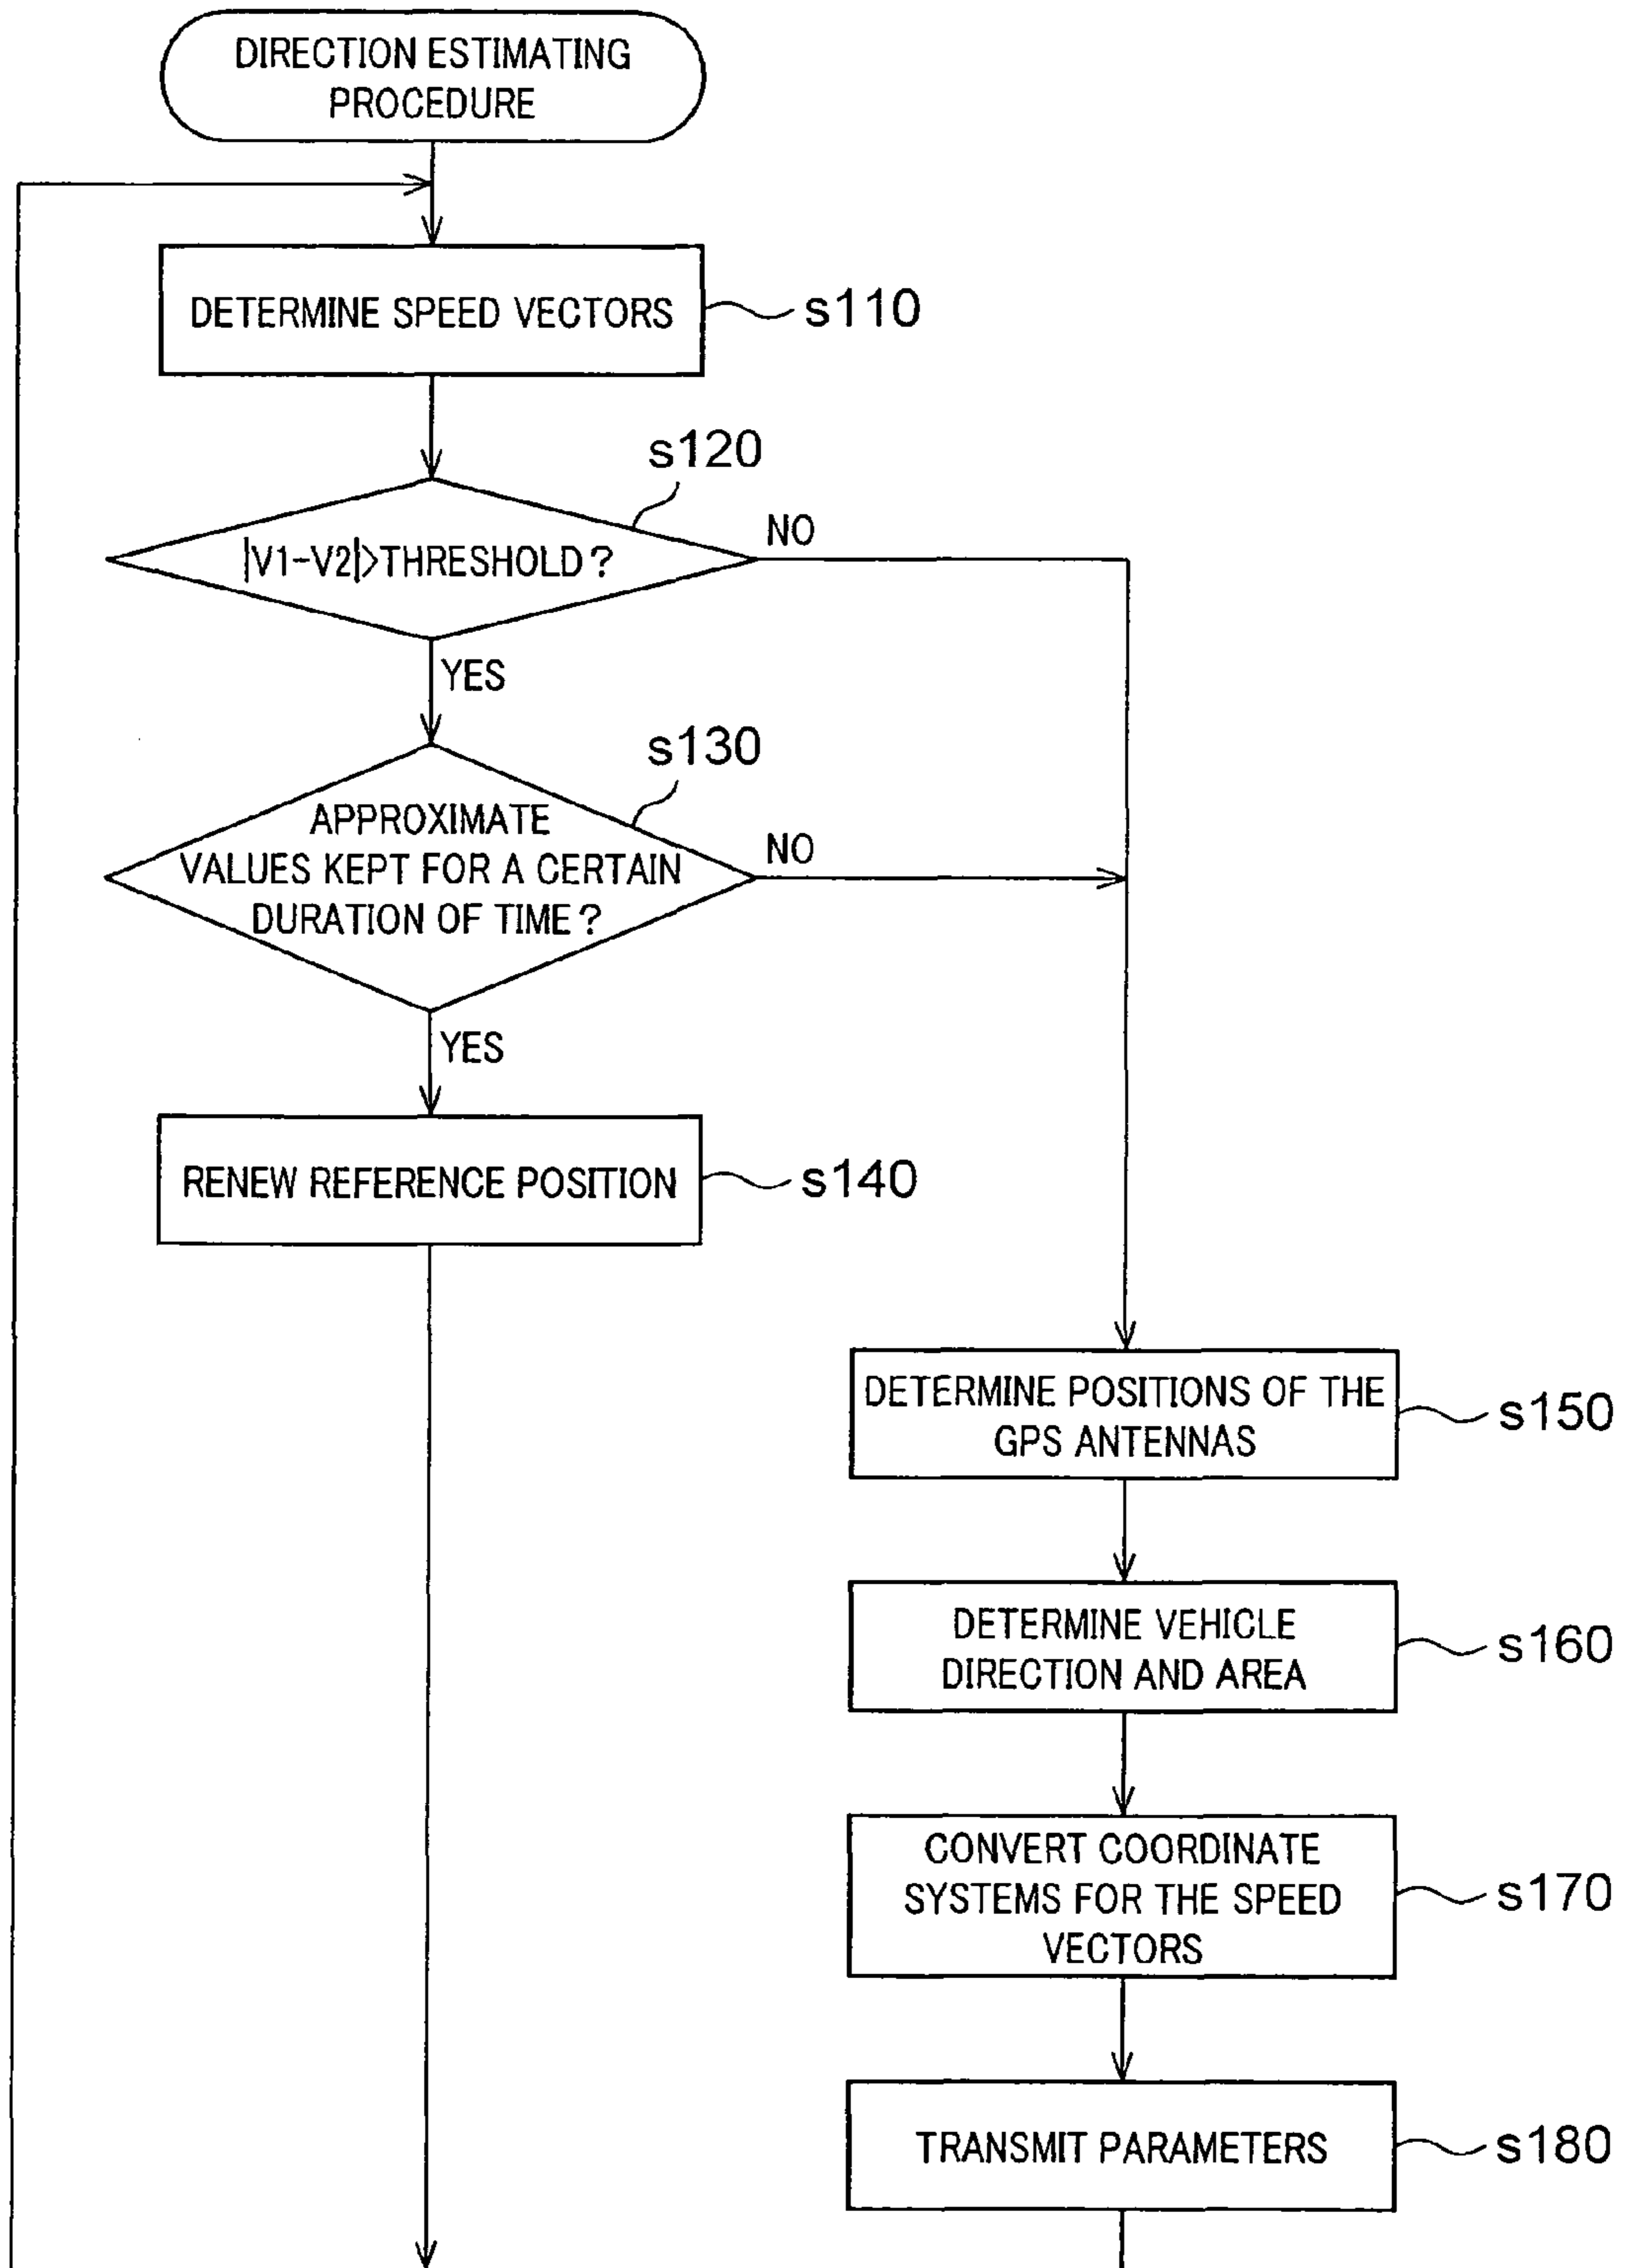 DIRECTION ESTIMATING
PROCEDURE
DETERMINE SPEED VECTORS
s110
s120
|V1-V2|>THRESHOLD?
NO
YES
s130
APPROXIMATE
VALUES KEPT FOR A CERTAIN
DURATION OF TIME?
NO
YES
RENEW REFERENCE POSITION
s140
DETERMINE POSITIONS OF THE
GPS ANTENNAS
s150
DETERMINE VEHICLE
DIRECTION AND AREA
s160
CONVERT COORDINATE
SYSTEMS FOR THE SPEED
VECTORS
s170
TRANSMIT PARAMETERS
s180